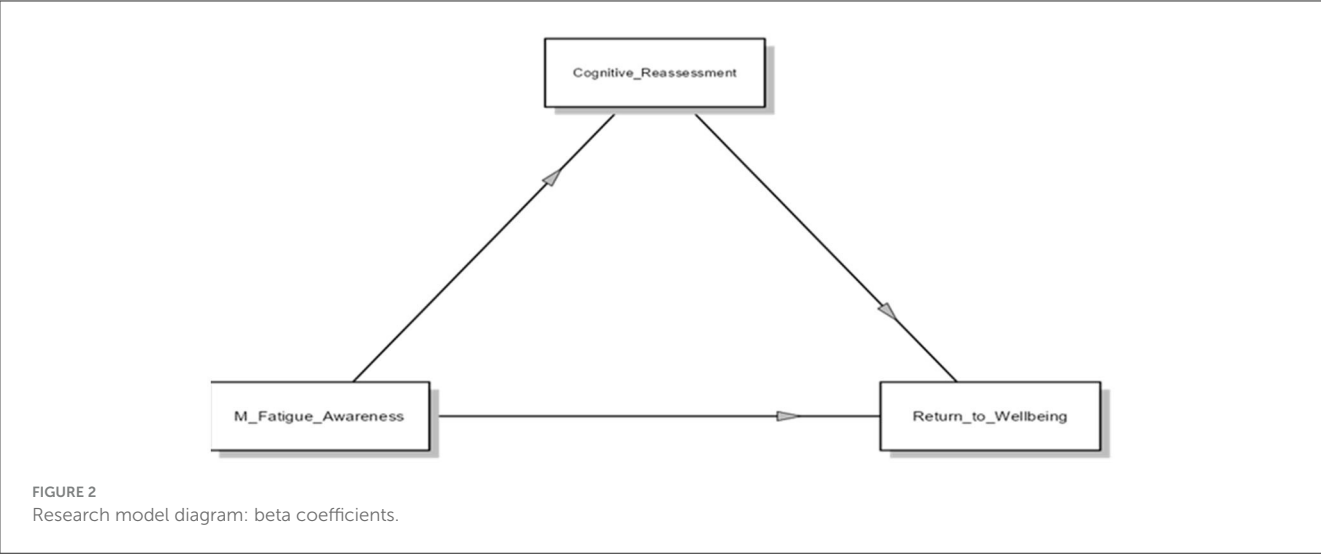 Cognitive_Reassessment
M_Fatigue_Awareness
Return_to_Wellbeing
FIGURE 2
Research model diagram: beta coefficients.